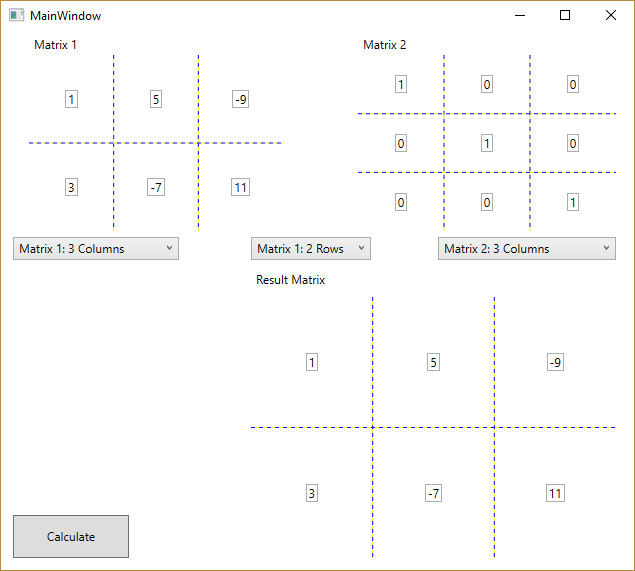 MainWindow
Matrix 1
Matrix 2
1 5 -9
3 -7 11
1 0 0
0 1 0
0 0 1
Matrix 1: 3 Columns
Matrix 1: 2 Rows
Matrix 2: 3 Columns
Result Matrix
1 5 -9
3 -7 11
Calculate